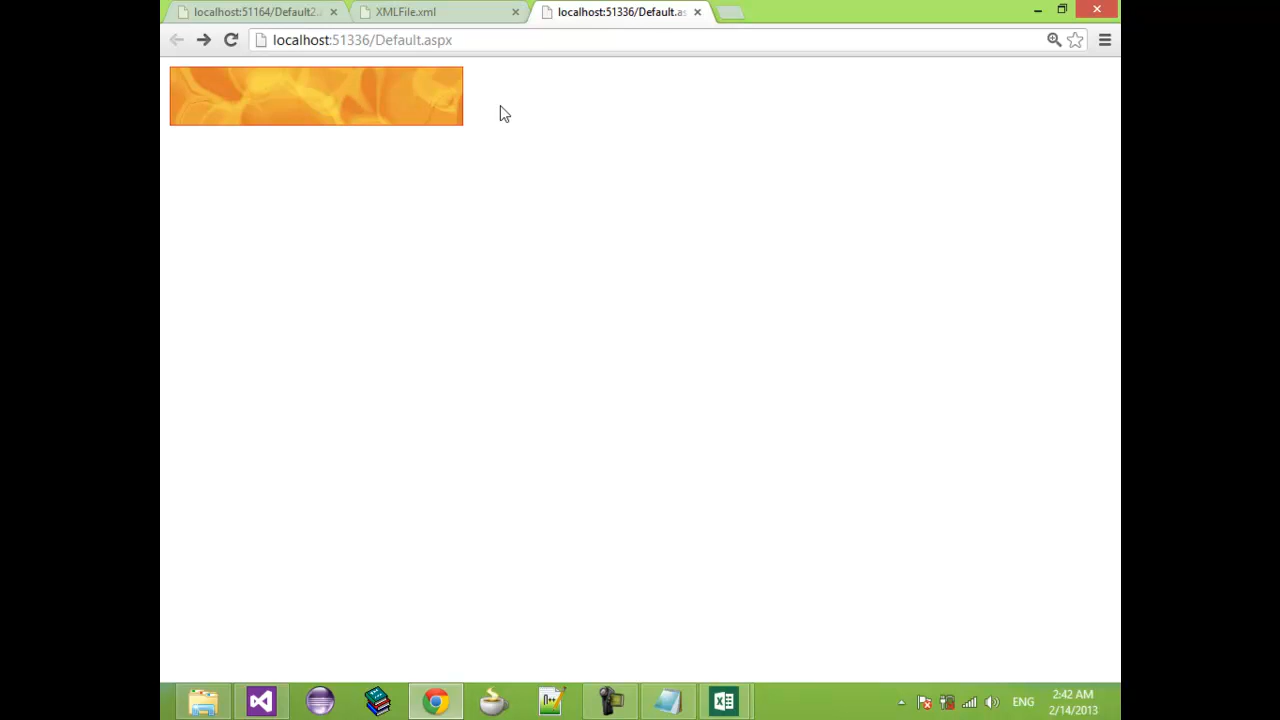 localhost:51164/Default2.
XMLFile.xml
localhost:51336/Default.as
localhost:51336/Default.aspx
ENG
2:42 AM
2/14/2013